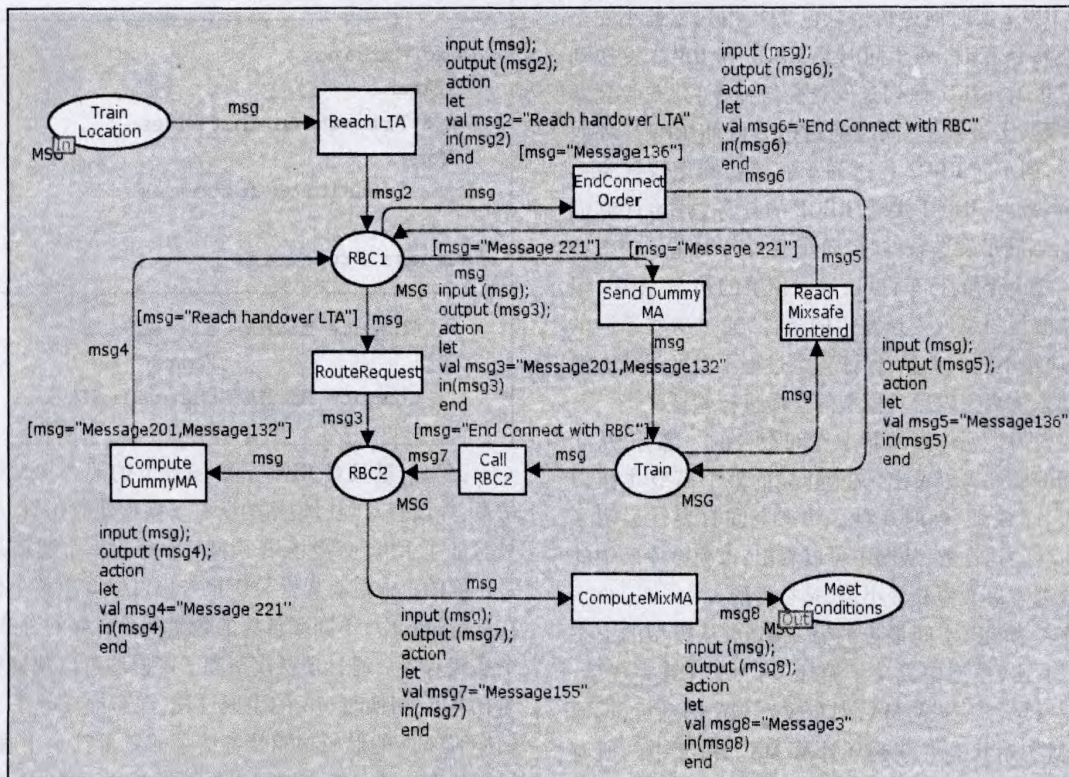 input (msg);
output (msg2);
action
let
val msg2="Reach handover LTA"
in(msg2)
end
input (msg);
output (msg6);
action
let
val msg6="End Connect with RBC"
in(msg6)
end
Train
Location
MSG
In
msg
Reach LTA
[msg="Message136"]
msg6
msg2
msg
EndConnect
Order
RBC1
MSG
[msg="Message 221"]
[msg="Message 221"]
msg5
msg
input (msg);
output (msg3);
action
let
val msg3="Message201,Message132"
in(msg3)
end
Send Dummy
MA
Reach
Mixsafe
frontend
[msg="Reach handover LTA"]
msg
msg4
msg
RouteRequest
input (msg);
output (msg5);
action
let
val msg5="Message136"
in(msg5)
end
msg
msg3
[msg="Message201,Message132"]
[msg="End Connect with RBC"]
Compute
DummyMA
msg
RBC2
MSG
msg7
Call
RBC2
msg
Train
MSG
input (msg);
output (msg4);
action
let
val msg4="Message 221"
in(msg4)
end
msg
ComputeMixMA
msg8
Meet
Conditions
MSG
Out
input (msg);
output (msg7);
action
let
val msg7="Message155"
in(msg7)
end
input (msg);
output (msg8);
action
let
val msg8="Message3"
in(msg8)
end